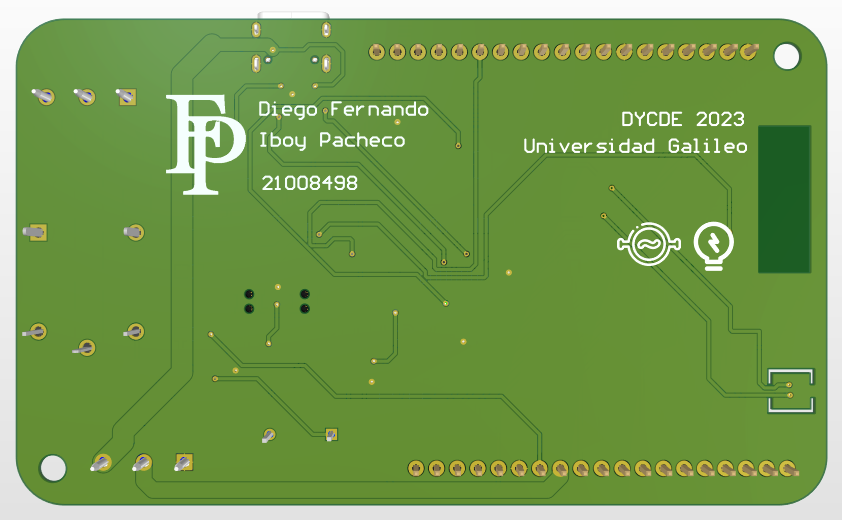 FP
Diego Fernando
Iboy Pacheco
21008498
DYCDE 2023
Universidad Galileo